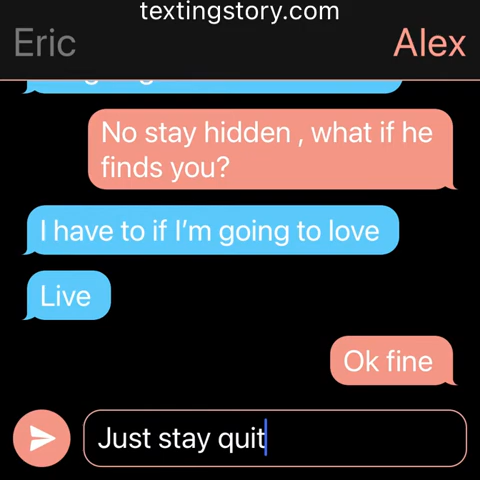 textingstory.com
Eric
Alex
No stay hidden , what if he
finds you?
I have to if I’m going to love
Live
Ok fine
Just stay quit